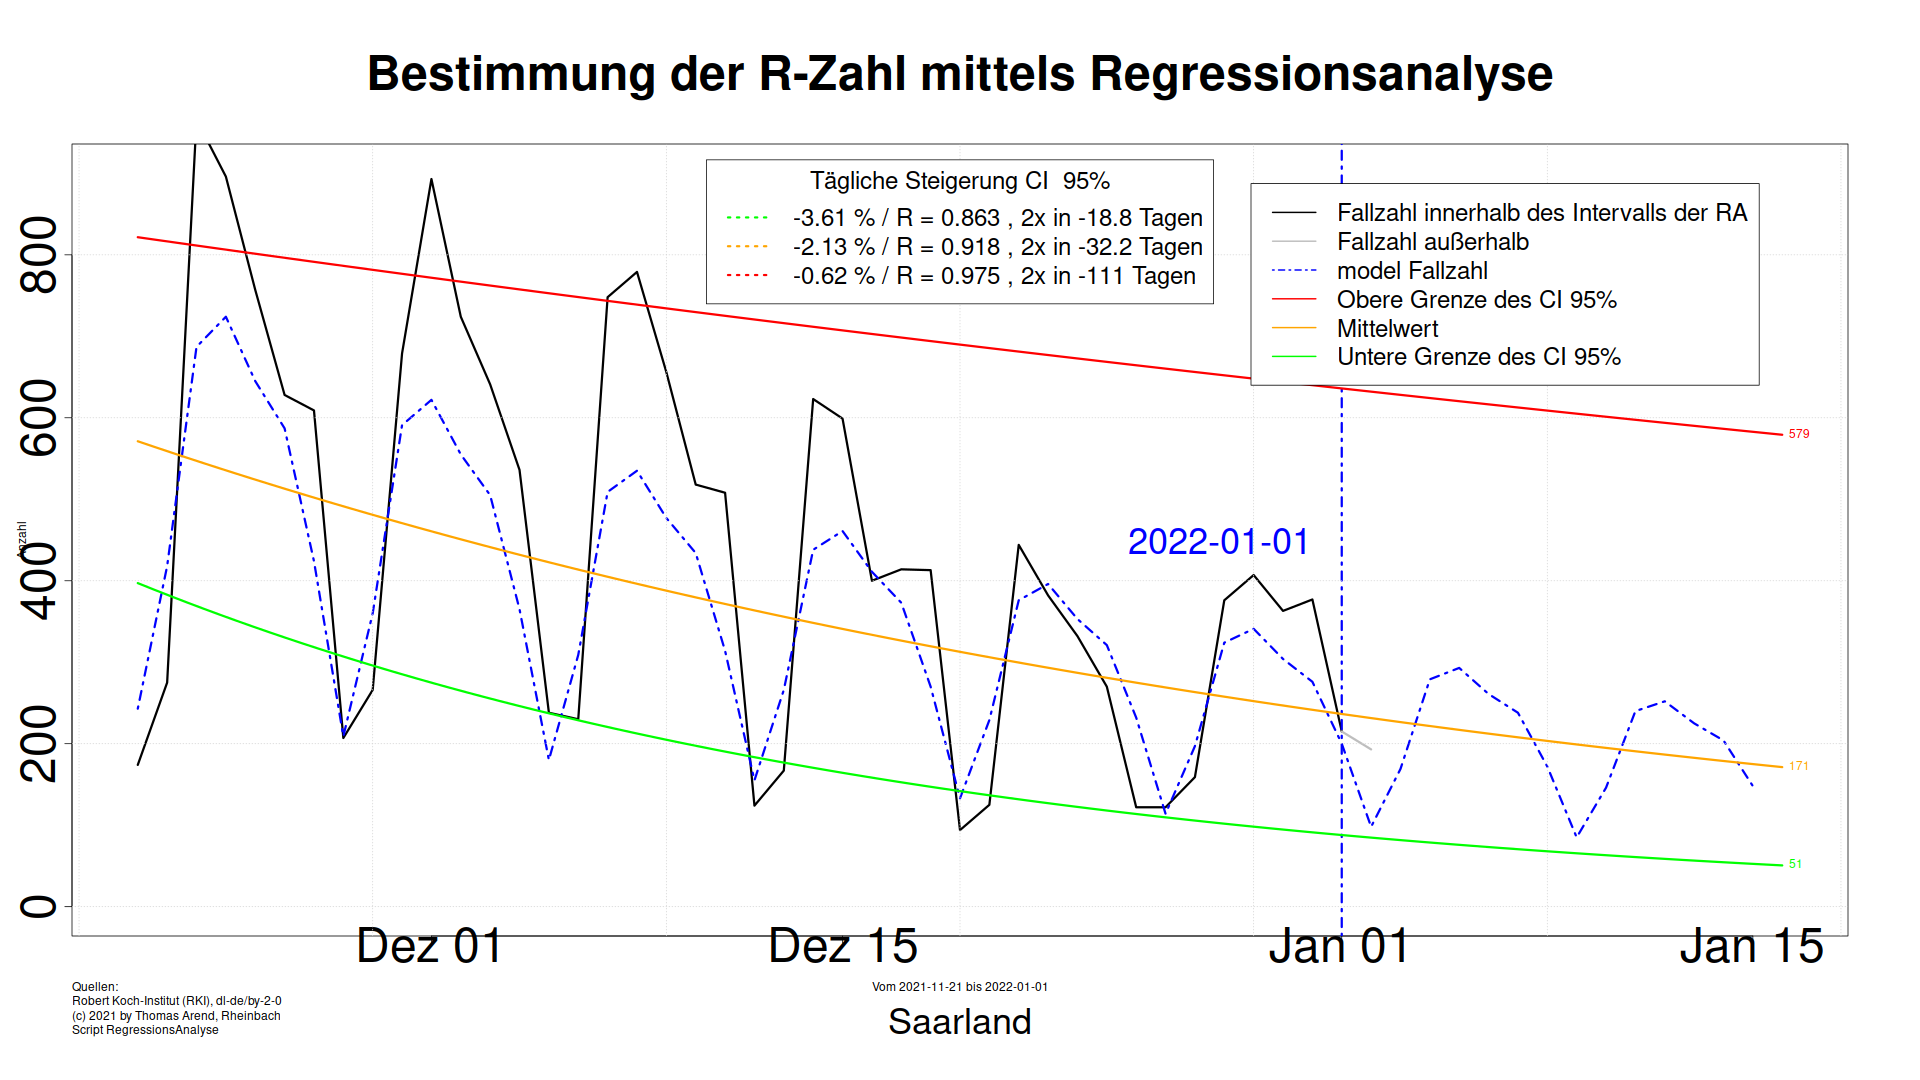 Bestimmung der R-Zahl mittels Regressionsanalyse
Tägliche Steigerung CI  95%
-3.61 % / R = 0.863 , 2x in -18.8 Tagen
-2.13 % / R = 0.918 , 2x in -32.2 Tagen
-0.62 % / R = 0.975 , 2x in -111 Tagen
Fallzahl innerhalb des Intervalls der RA
Fallzahl außerhalb
model Fallzahl
Obere Grenze des CI 95%
Mittelwert
Untere Grenze des CI 95%
800
600
400
200
0
Anzahl
2022-01-01
579
171
51
Dez 01
Dez 15
Jan 01
Jan 15
Quellen:
Robert Koch-Institut (RKI), dl-de/by-2-0
(c) 2021 by Thomas Arend, Rheinbach
Script RegressionsAnalyse
Vom 2021-11-21 bis 2022-01-01
Saarland